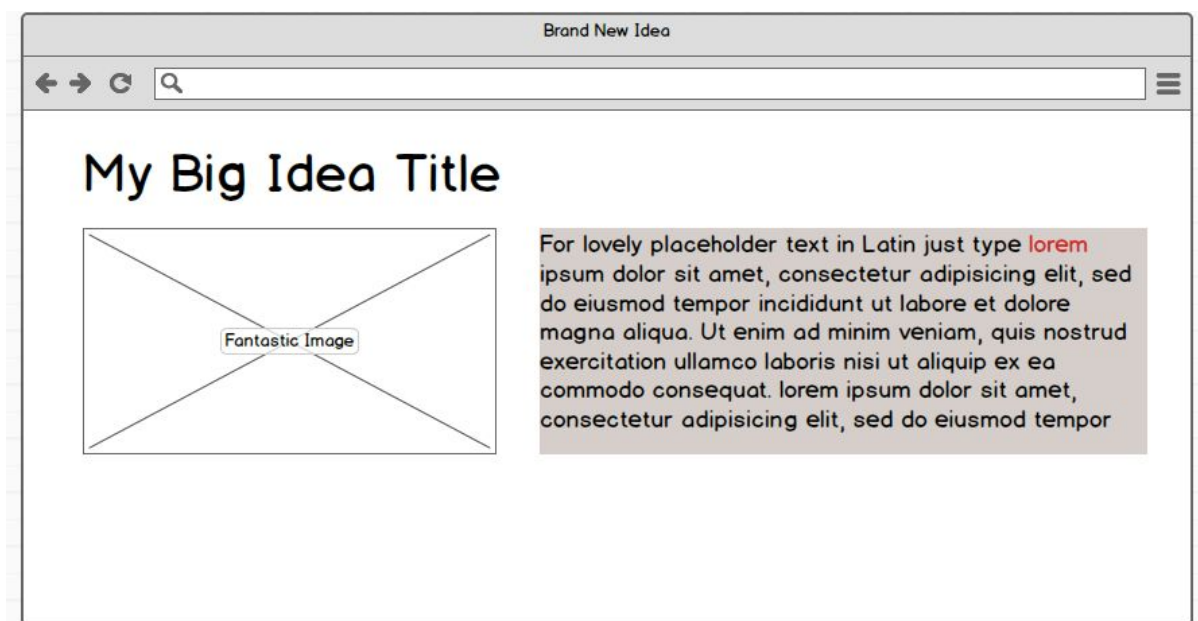 Brand New Idea
My Big Idea Title
Fantastic Image
For lovely placeholder text in Latin just type lorem
ipsum dolor sit amet, consectetur adipisicing elit, sed
do eiusmod tempor incididunt ut labore et dolore
magna aliqua. Ut enim ad minim veniam, quis nostrud
exercitation ullamco laboris nisi ut aliquip ex ea
commodo consequat. lorem ipsum dolor sit amet,
consectetur adipisicing elit, sed do eiusmod tempor